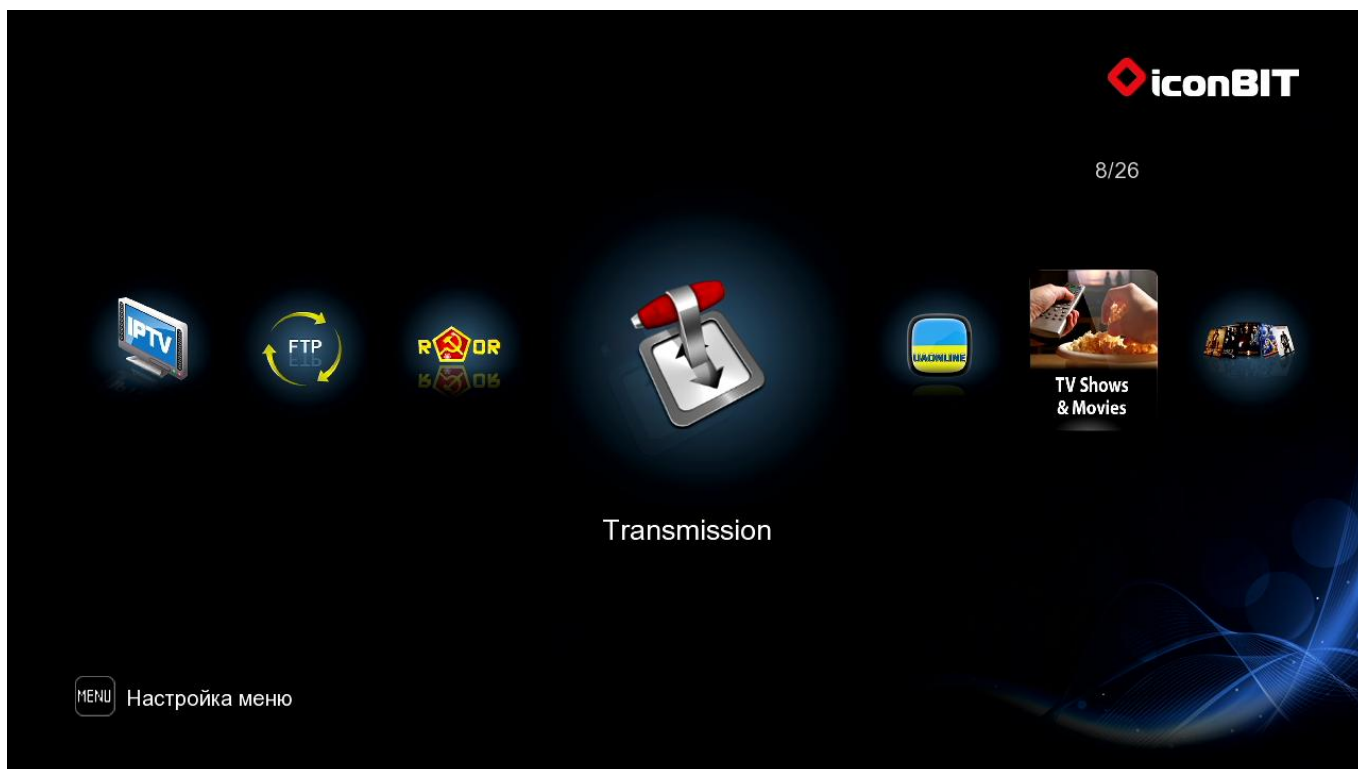 iconBIT
8/26
IPTV
FTP
R OR
UAONLINE
TV Shows
& Movies
Transmission
MENU Настройка меню